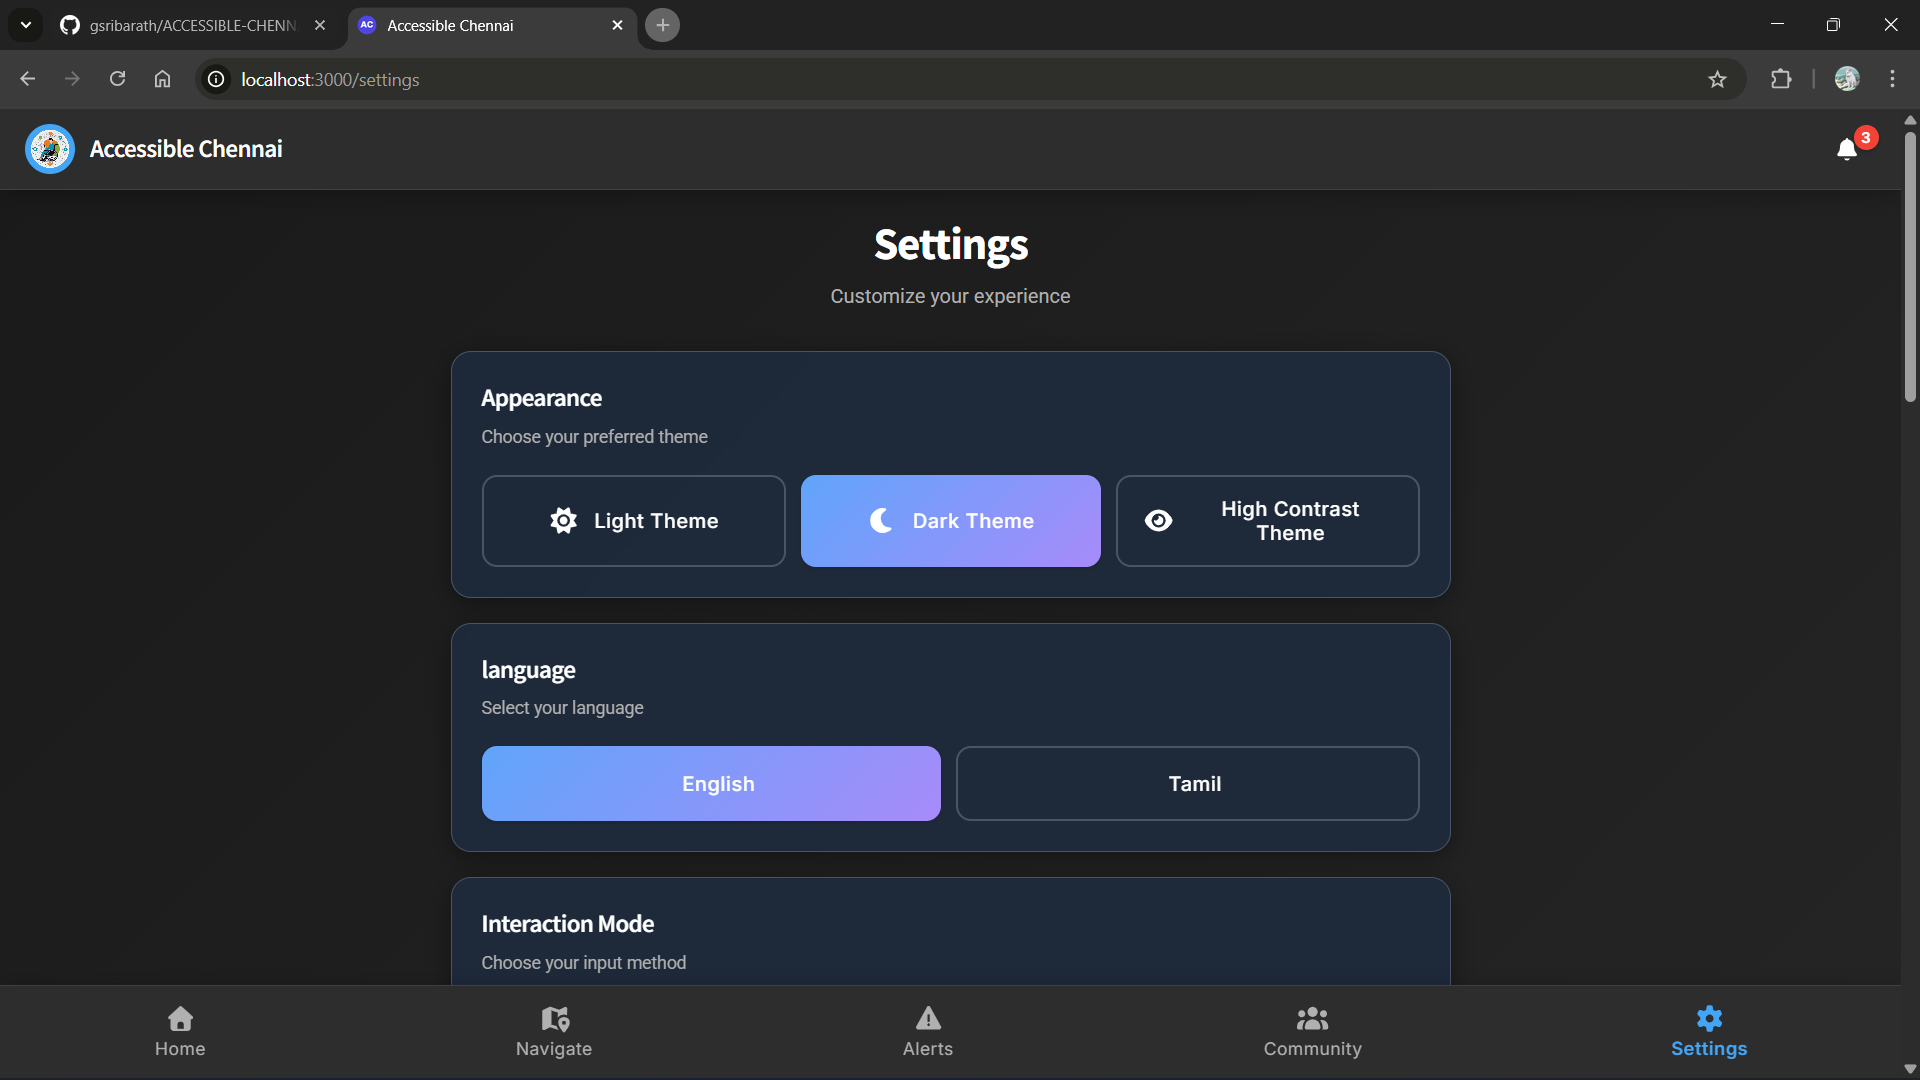 gsribarath/ACCESSIBLE-CHENN
AC Accessible Chennai
localhost:3000/settings
Accessible Chennai
3
Settings
Customize your experience
Appearance
Choose your preferred theme
Light Theme
Dark Theme
High Contrast
Theme
language
Select your language
English
Tamil
Interaction Mode
Choose your input method
Home
Navigate
Alerts
Community
Settings